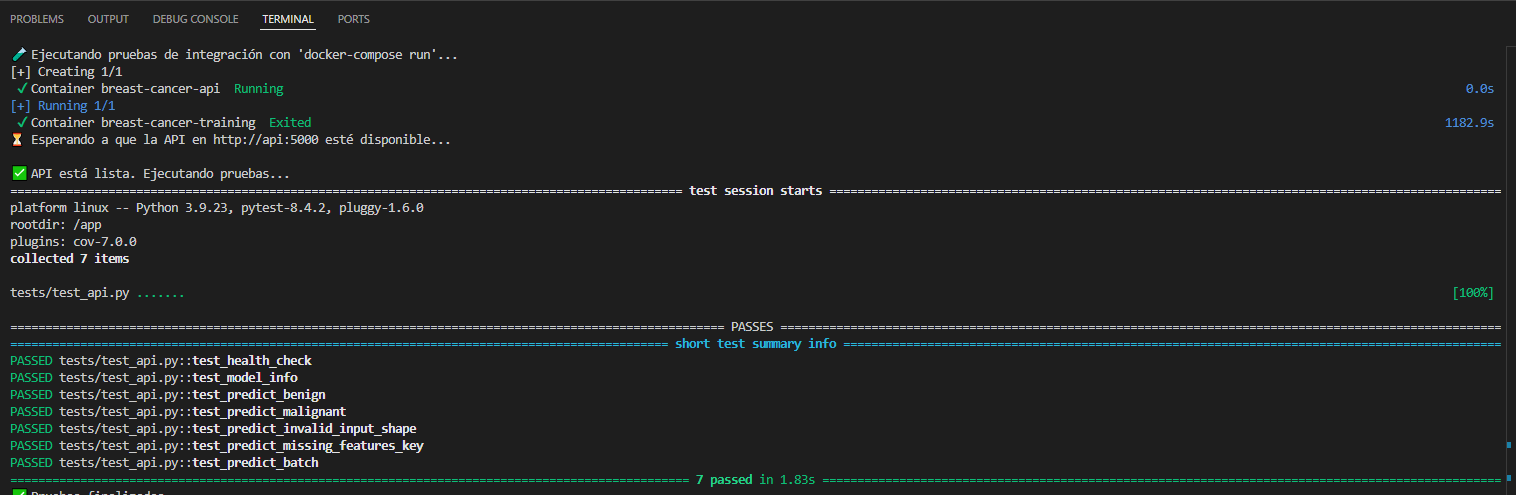 PROBLEMS OUTPUT DEBUG CONSOLE TERMINAL PORTS
🧪 Ejecutando pruebas de integración con 'docker-compose run'...
[+] Creating 1/1
✓Container breast-cancer-api Running 0.0s
[+] Running 1/1
✓Container breast-cancer-training Exited 1182.9s
⏳ Esperando a que la API en http://api:5000 esté disponible...
✅ API está lista. Ejecutando pruebas...
=== test session starts ===
platform linux -- Python 3.9.23, pytest-8.4.2, pluggy-1.6.0
rootdir: /app
plugins: cov-7.0.0
collected 7 items
tests/test_api.py ....... [100%]
=== PASSES ===
=== short test summary info ===
PASSED tests/test_api.py::test_health_check
PASSED tests/test_api.py::test_model_info
PASSED tests/test_api.py::test_predict_benign
PASSED tests/test_api.py::test_predict_malignant
PASSED tests/test_api.py::test_predict_invalid_input_shape
PASSED tests/test_api.py::test_predict_missing_features_key
PASSED tests/test_api.py::test_predict_batch
=== 7 passed in 1.83s ===
✅ Pruebas finalizadas